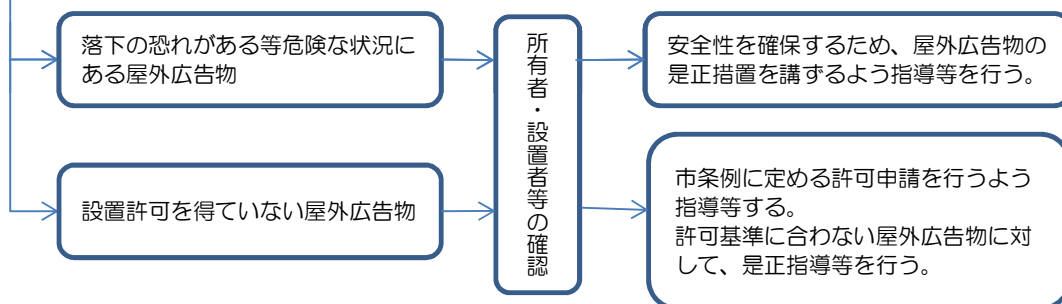 落下の恐れがある等危険な状況に
ある屋外広告物
所有者・設置者等の確認
安全性を確保するため、屋外広告物の
是正措置を講ずるよう指導等を行う。
設置許可を得ていない屋外広告物
市条例に定める許可申請を行うよう
指導等する。
許可基準に合わない屋外広告物に対
して、是正指導等を行う。